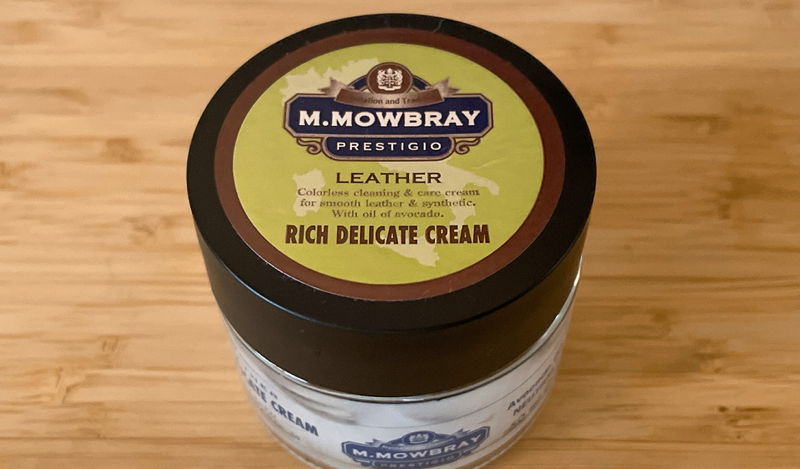 M.MOWBRAY
PRESTIGIO
LEATHER
Colorless cleaning & care cream
for smooth leather & synthetic.
With oil of avocado.
RICH DELICATE CREAM
CREAM
M.MOWBRAY
PRESTIGIO